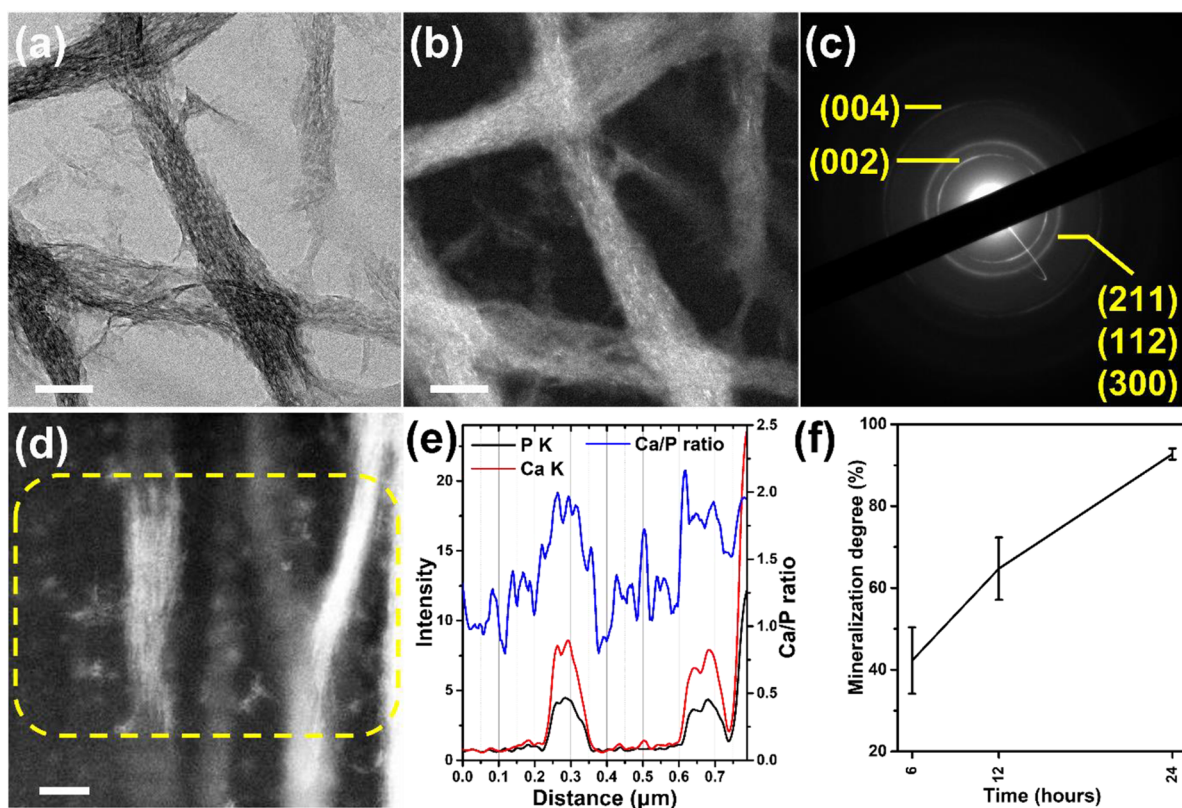 (a)
(b)
(c)
(004)
(002)
(211)
(112)
(300)
(d)
(e)
P K
Ca/P ratio
Ca K
Intensity
20
15
10
5
0
2.5
2.0
1.5
1.0
0.5
0.0
Ca/P ratio
0.0 0.1 0.2 0.3 0.4 0.5 0.6 0.7
Distance (µm)
(f)
Mineralization degree (%)
100
80
60
40
20
6 12 24
Time (hours)